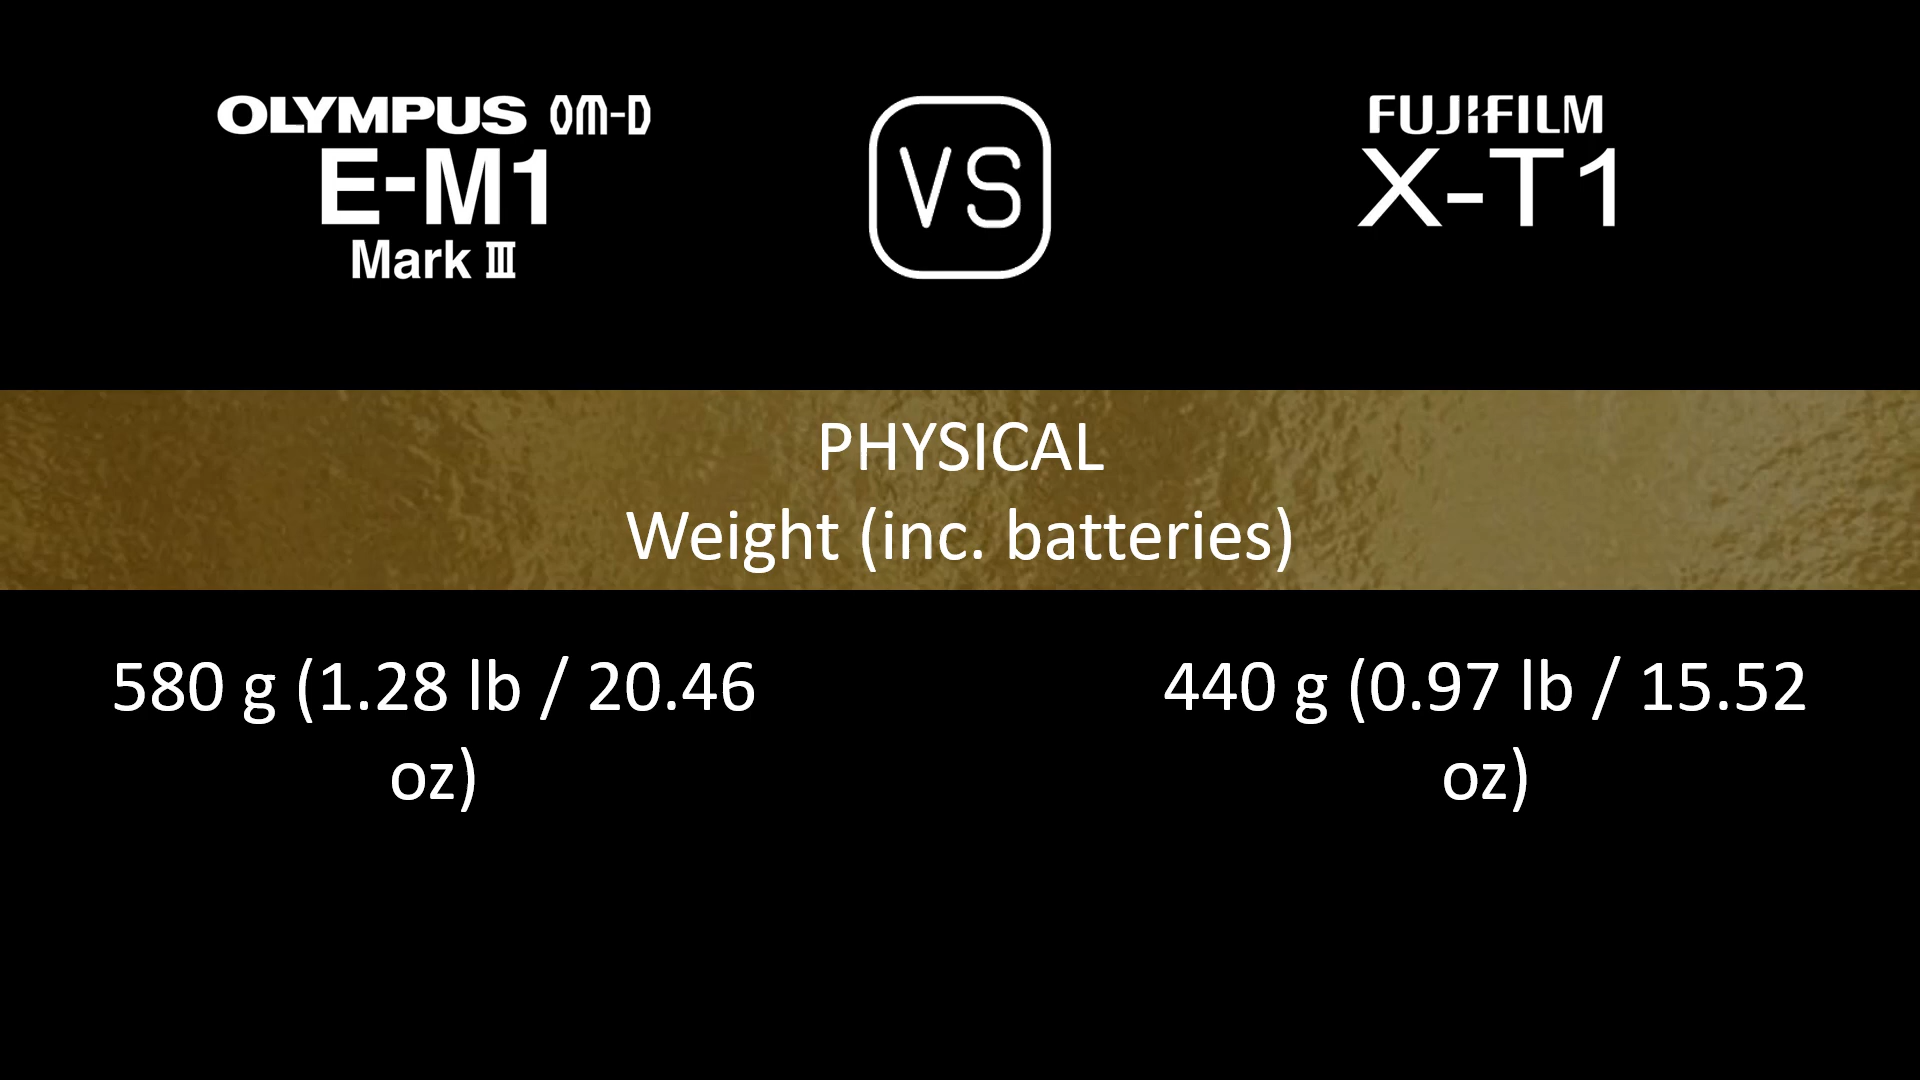 OLYMPUS OM-D
E-M1
Mark III
VS
FUJIFILM
X-T1
PHYSICAL
Weight (inc. batteries)
580 g (1.28 lb / 20.46
oz)
440 g (0.97 lb / 15.52
oz)